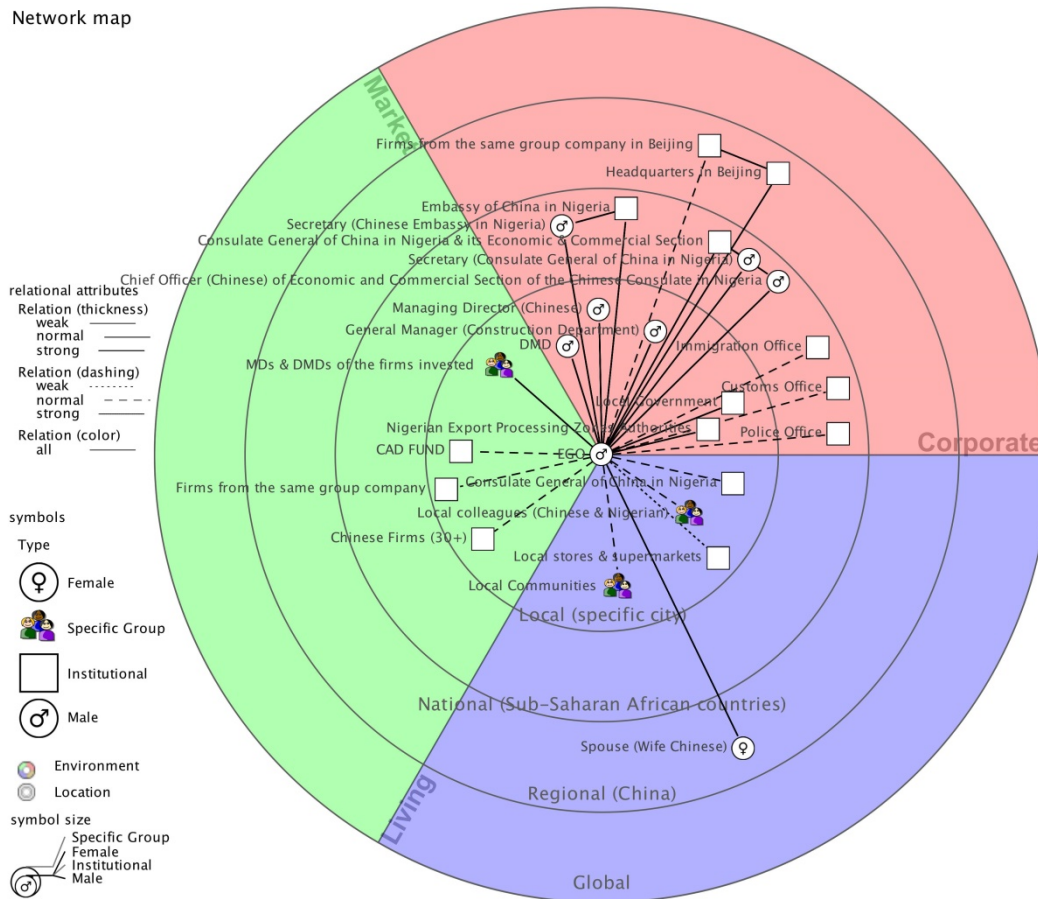 Network map
Market
Firms from the same group company in Beijing
Headquarters in Beijing
Embassy of China in Nigeria
Secretary (Chinese Embassy in Nigeria)
Consulate General of China in Nigeria & its Economic & Commercial Section
Secretary (Consulate General of China in Nigeria)
Chief Officer (Chinese) of Economic and Commercial Section of the Chinese Consulate in Nigeria
Managing Director (Chinese)
General Manager (Construction Department)
DMD
Immigration Office
MDs & DMDs of the firms invested
Customs Office
Local Government
Nigerian Export Processing Zones Authorities
Police Office
Corporate
CAD FUND
EGO
Firms from the same group company
Consulate General of China in Nigeria
Local colleagues (Chinese & Nigerian)
Chinese Firms (30+)
Local stores & supermarkets
Local Communities
Local (specific city)
National (Sub-Saharan African countries)
Spouse (Wife Chinese)
Regional (China)
Living
Global
relational attributes
Relation (thickness)
weak
normal
strong
Relation (dashing)
weak
normal
strong
Relation (color)
all
symbols
Type
Female
Specific Group
Institutional
Male
Environment
Location
symbol size
Specific Group
Female
Institutional
Male